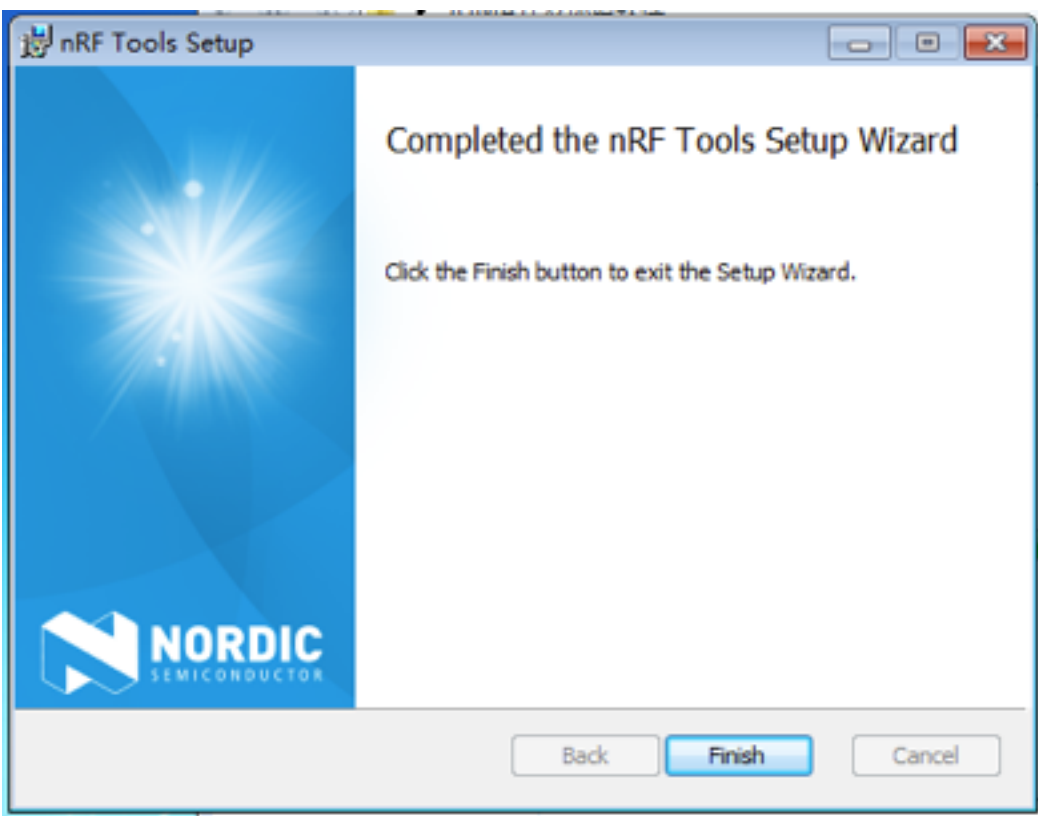 nRF Tools Setup
Completed the nRF Tools Setup Wizard
Click the Finish button to exit the Setup Wizard.
NORDIC
SEMICONDUCTOR
Back Finish Cancel